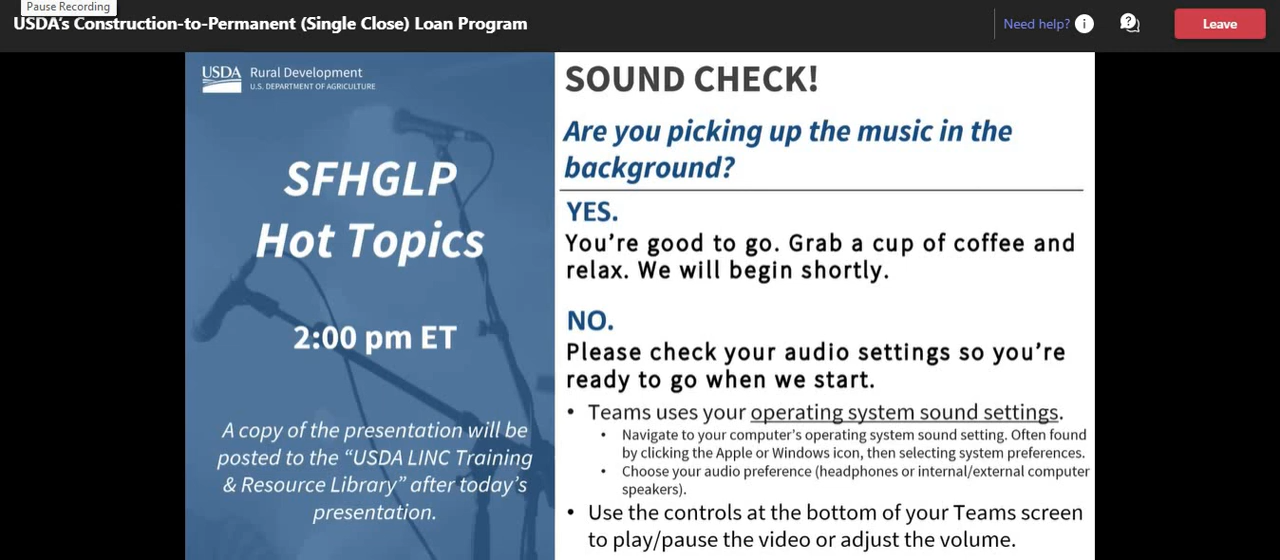 Pause Recording
USDA's Construction-to-Permanent (Single Close) Loan Program
Need help?
Leave
USDA Rural Development
U.S. DEPARTMENT OF AGRICULTURE
SFHGLP
Hot Topics
2:00 pm ET
A copy of the presentation will be
posted to the “USDA LINC Training
& Resource Library” after today’s
presentation.
SOUND CHECK!
Are you picking up the music in the
background?
YES.
You’re good to go. Grab a cup of coffee and
relax. We will begin shortly.
NO.
Please check your audio settings so you’re
ready to go when we start.
• Teams uses your operating system sound settings.
• Navigate to your computer’s operating system sound setting. Often found
by clicking the Apple or Windows icon, then selecting system preferences.
• Choose your audio preference (headphones or internal/external computer
speakers).
• Use the controls at the bottom of your Teams screen
to play/pause the video or adjust the volume.